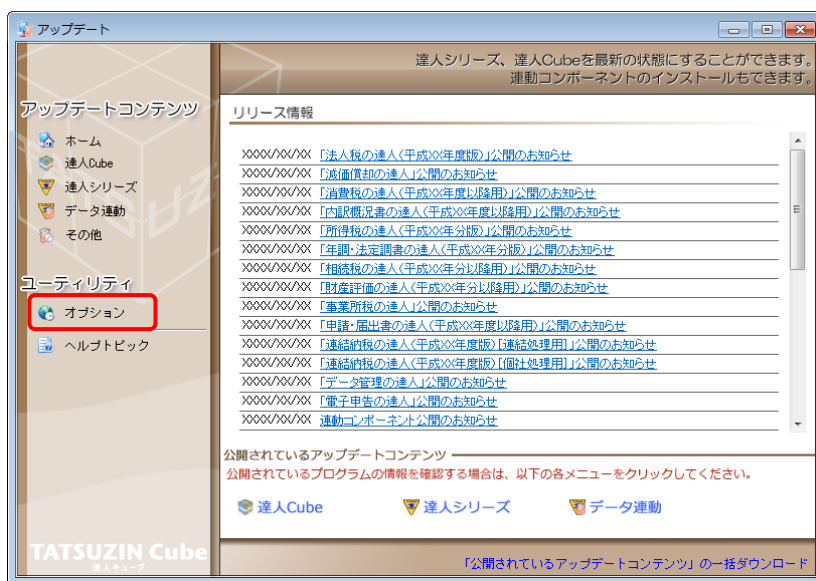 アップデート
達人シリーズ、達人Cubeを最新の状態にすることができます。
連動コンポーネントのインストールもできます。
アップデートコンテンツ
ホーム
達人Cube
達人シリーズ
データ連動
その他
ユーティリティ
オプション
ヘルプトピック
リリース情報
XXXX/XX/XX 「法人税の達人(平成XX年度版)」公開のお知らせ
XXXX/XX/XX 「減価償却の達人」公開のお知らせ
XXXX/XX/XX 「消費税の達人(平成XX年度以降用)」公開のお知らせ
XXXX/XX/XX 「内訳概況書の達人(平成XX年度以降用)」公開のお知らせ
XXXX/XX/XX 「所得税の達人(平成XX年分版)」公開のお知らせ
XXXX/XX/XX 「年調・法定調書の達人(平成XX年分版)」公開のお知らせ
XXXX/XX/XX 「相続税の達人(平成XX年分以降用)」公開のお知らせ
XXXX/XX/XX 「財産評価の達人(平成XX年分以降用)」公開のお知らせ
XXXX/XX/XX 「事業所税の達人」公開のお知らせ
XXXX/XX/XX 「申請・届出書の達人(平成XX年度以降用)」公開のお知らせ
XXXX/XX/XX 「連結納税の達人(平成XX年度版)[連結処理用]」公開のお知らせ
XXXX/XX/XX 「連結納税の達人(平成XX年度版)[個社処理用]」公開のお知らせ
XXXX/XX/XX 「データ管理の達人」公開のお知らせ
XXXX/XX/XX 「電子申告の達人」公開のお知らせ
XXXX/XX/XX 連動コンポーネント公開のお知らせ
公開されているアップデートコンテンツ
公開されているプログラムの情報を確認する場合は、以下の各メニューをクリックしてください。
達人Cube 達人シリーズ データ連動
TATSUZIN Cube
達人キューブ
「公開されているアップデートコンテンツ」の一括ダウンロード